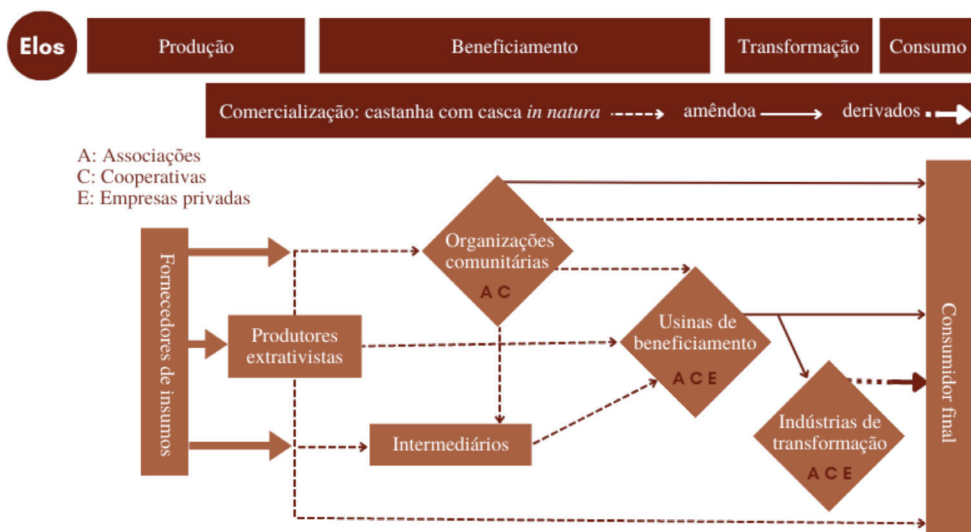 Elos
Produção
Beneficiamento
Transformação
Consumo
Comercialização: castanha com casca in natura
amêndoa
derivados
A: Associações
C: Cooperativas
E: Empresas privadas
Fornecedores de insumos
Organizações
comunitárias
A C
Produtores
extrativistas
Usinas de
beneficiamento
A C E
Intermediários
Indústrias de
transformação
A C E
Consumidor final